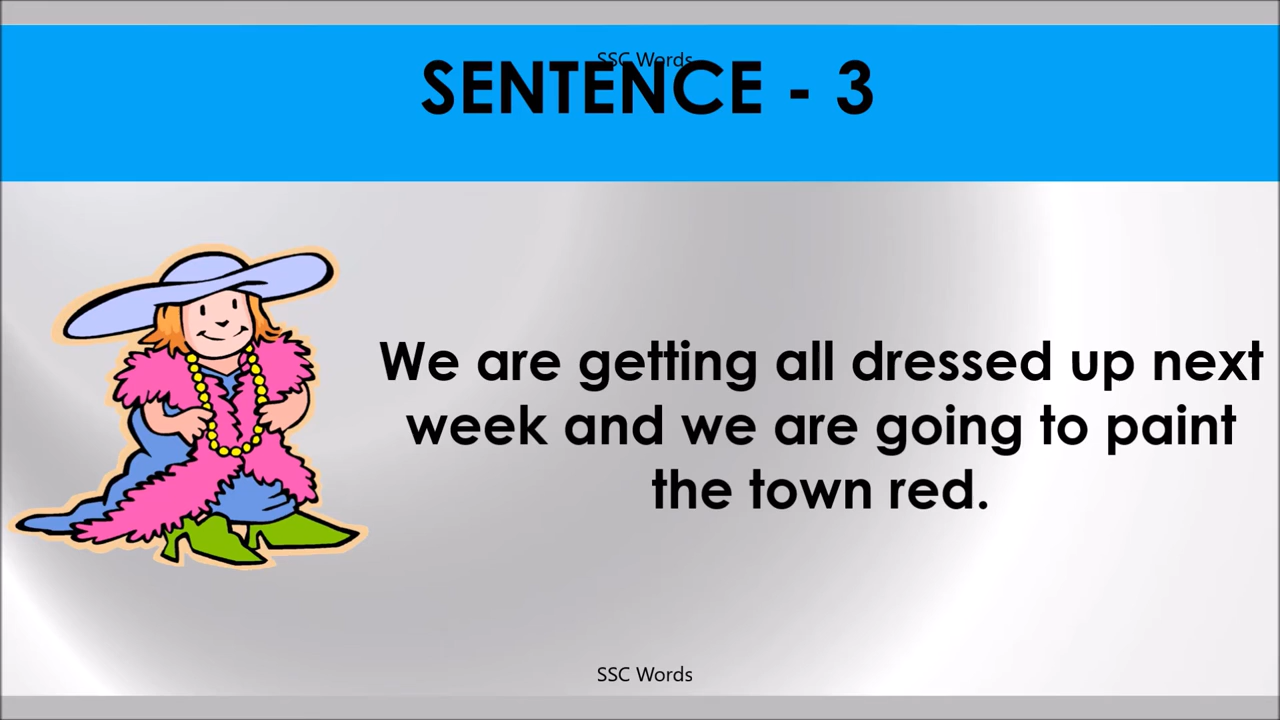 SSC Words
SENTENCE - 3
We are getting all dressed up next
week and we are going to paint
the town red.
SSC Words